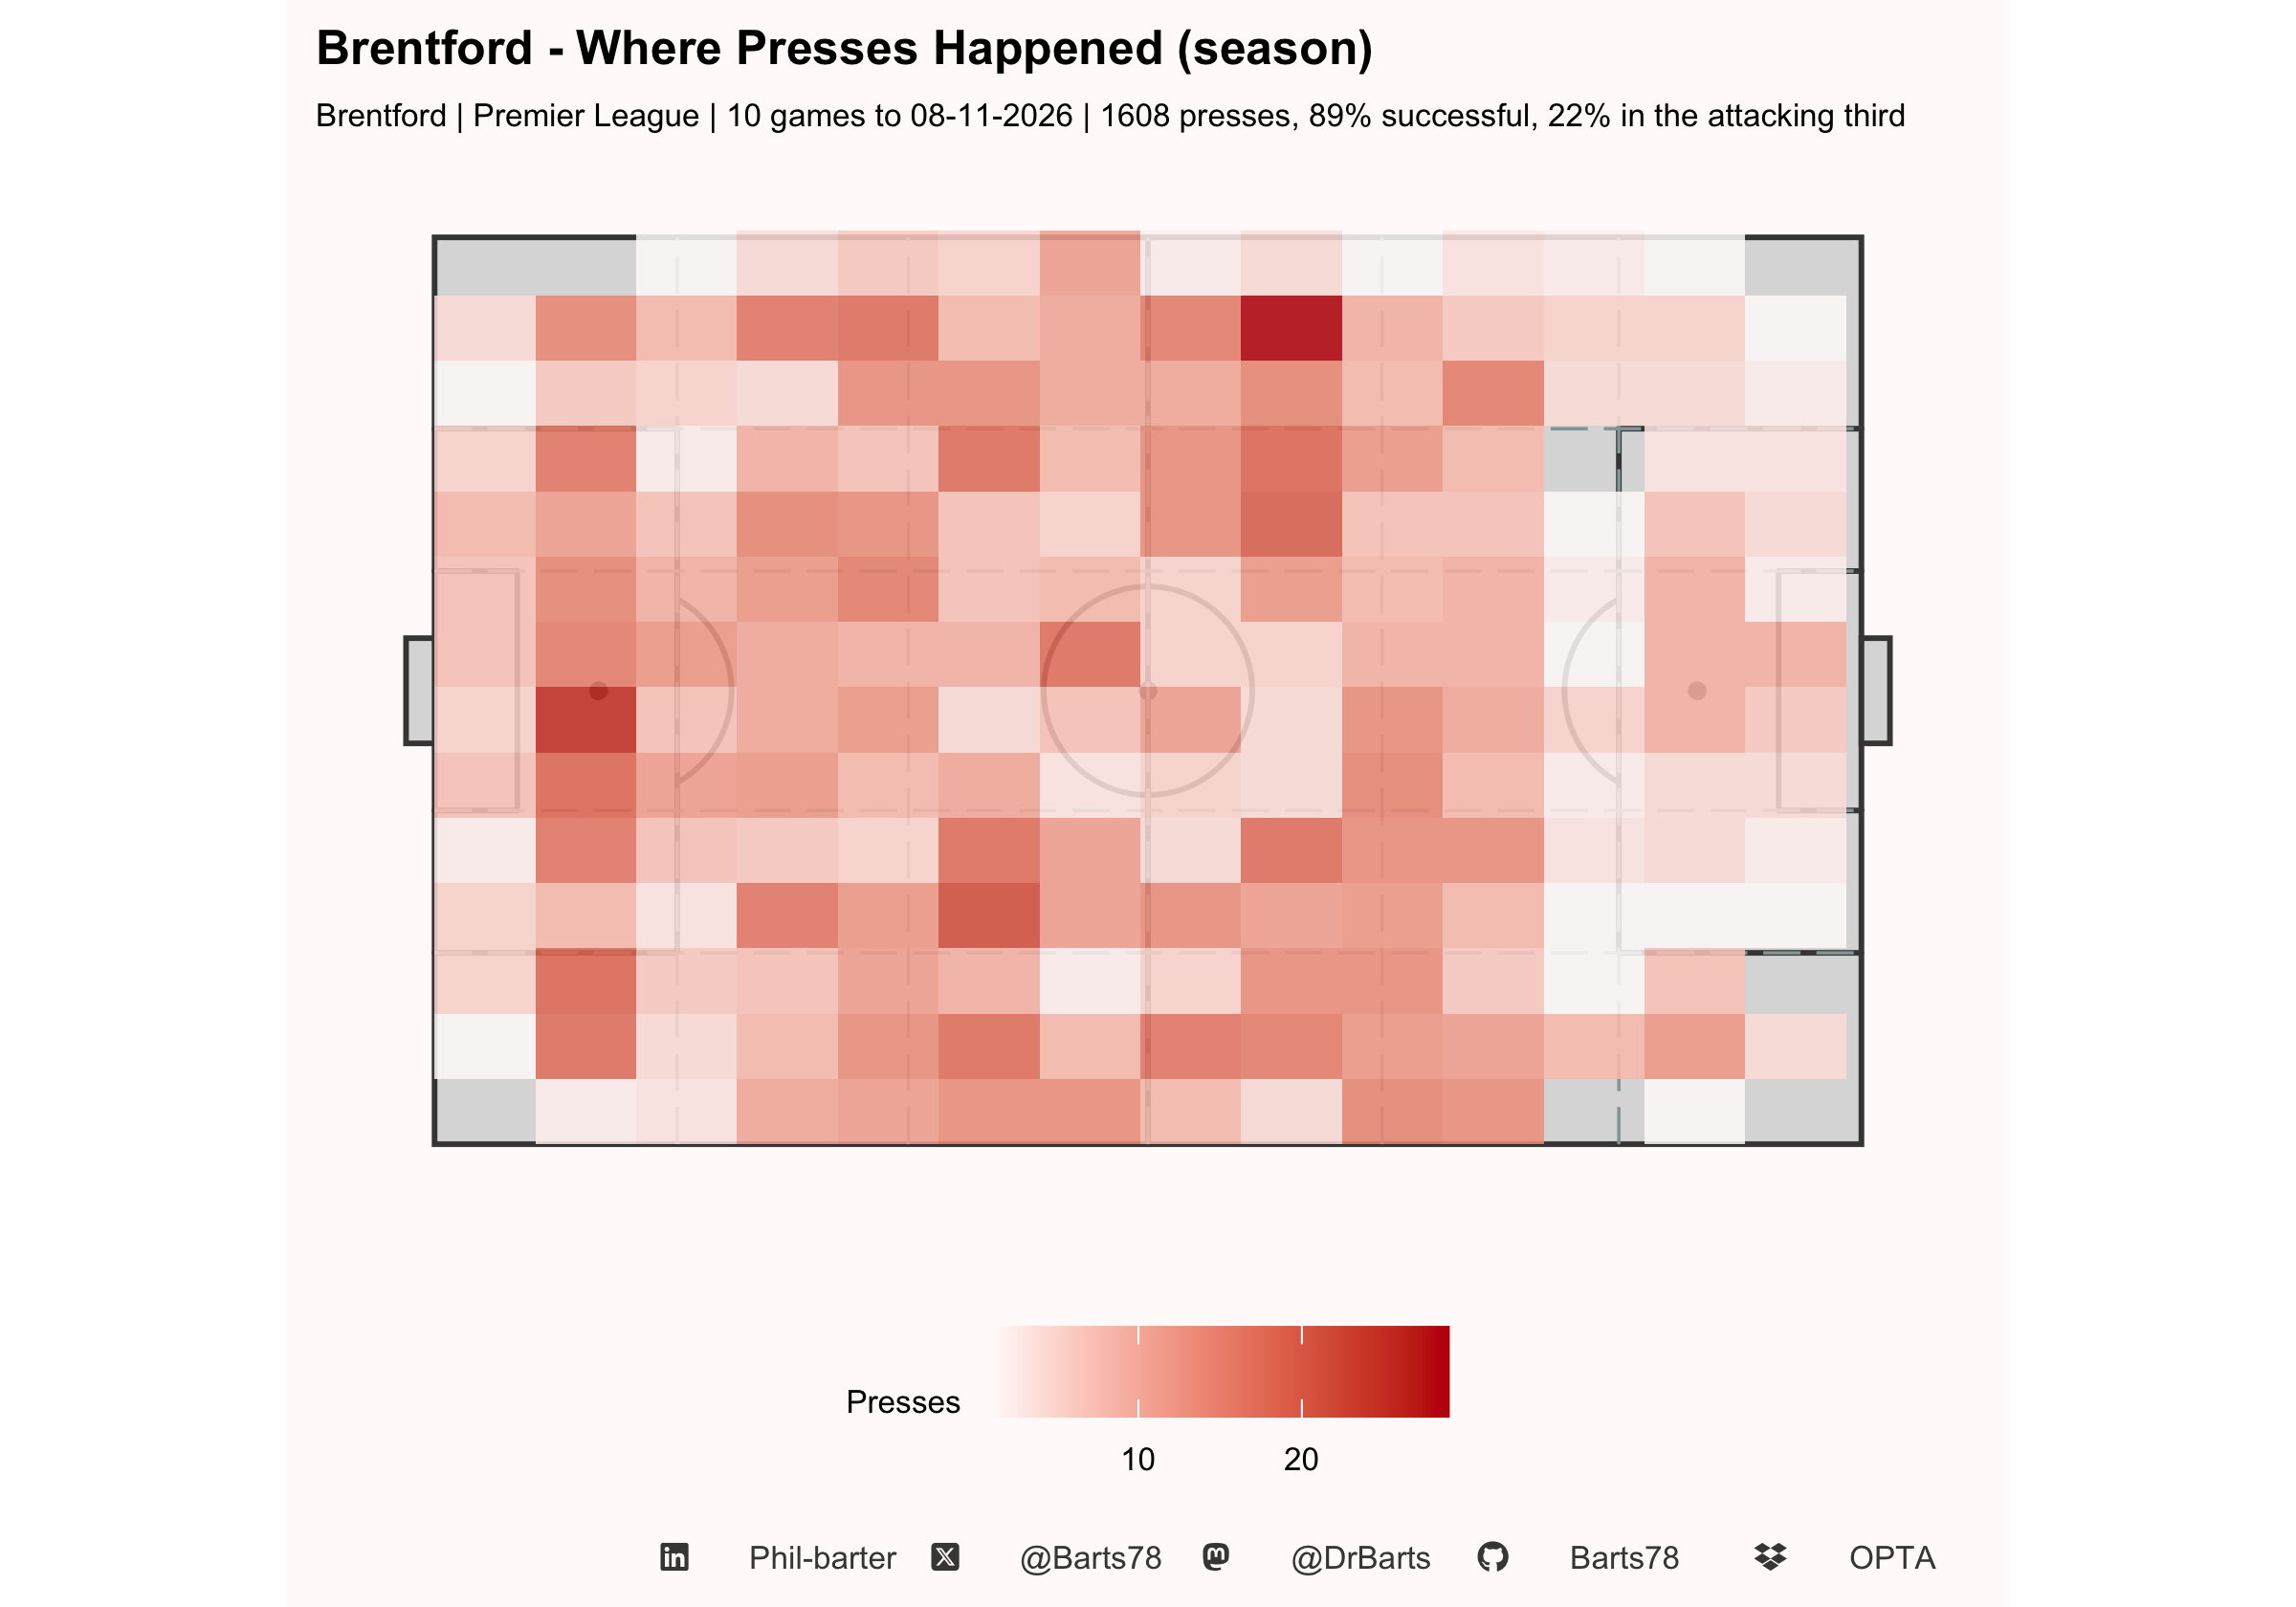 Brentford - Where Presses Happened (season)
Brentford | Premier League | 10 games to 08-11-2026 | 1608 presses, 89% successful, 22% in the attacking third
Presses
10 20
Phil-barter @Barts78 @DrBarts Barts78 OPTA